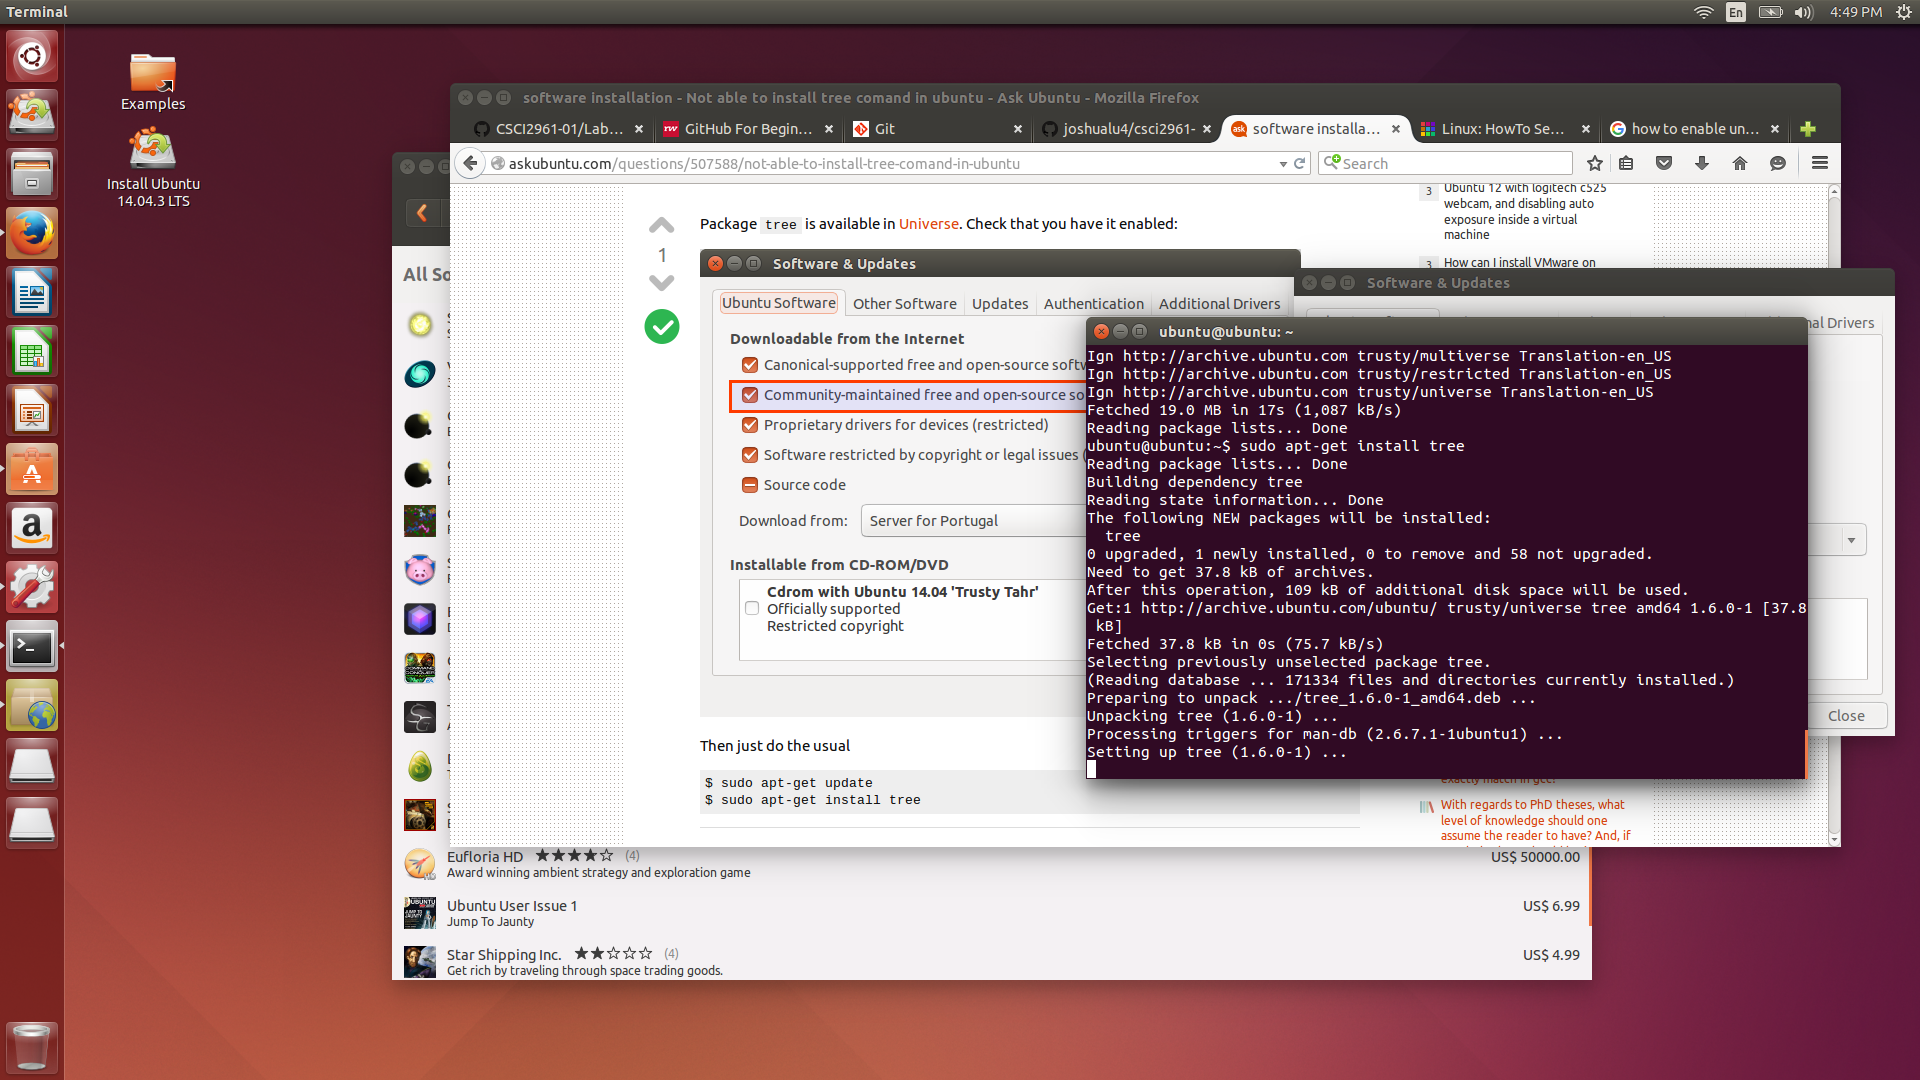 Terminal
En
4:49 PM
Examples
Install Ubuntu
14.04.3 LTS
software installation - Not able to install tree comand in ubuntu - Ask Ubuntu - Mozilla Firefox
CSCI2961-01/Lab...
GitHub For Begin...
Git
joshualu4/csci2961-
software installa...
Linux: HowTo Se...
how to enable un...
askubuntu.com/questions/507588/not-able-to-install-tree-comand-in-ubuntu
Search
Package tree is available in Universe. Check that you have it enabled:
1
Software & Updates
Ubuntu Software
Other Software
Updates
Authentication
Additional Drivers
Downloadable from the Internet
Canonical-supported free and open-source softw
Community-maintained free and open-source so
Proprietary drivers for devices (restricted)
Software restricted by copyright or legal issues (
Source code
Download from:
Server for Portugal
Installable from CD-ROM/DVD
Cdrom with Ubuntu 14.04 'Trusty Tahr'
Officially supported
Restricted copyright
Then just do the usual
$ sudo apt-get update
$ sudo apt-get install tree
3
Ubuntu 12 with logitech c525
webcam, and disabling auto
exposure inside a virtual
machine
3
How can I install VMware on
Software & Updates
nal Drivers
Close
ubuntu@ubuntu: ~
Ign http://archive.ubuntu.com trusty/multiverse Translation-en_US
Ign http://archive.ubuntu.com trusty/restricted Translation-en_US
Ign http://archive.ubuntu.com trusty/universe Translation-en_US
Fetched 19.0 MB in 17s (1,087 kB/s)
Reading package lists... Done
ubuntu@ubuntu:~$ sudo apt-get install tree
Reading package lists... Done
Building dependency tree
Reading state information... Done
The following NEW packages will be installed:
tree
0 upgraded, 1 newly installed, 0 to remove and 58 not upgraded.
Need to get 37.8 kB of archives.
After this operation, 109 kB of additional disk space will be used.
Get:1 http://archive.ubuntu.com/ubuntu/ trusty/universe tree amd64 1.6.0-1 [37.8
kB]
Fetched 37.8 kB in 0s (75.7 kB/s)
Selecting previously unselected package tree.
(Reading database ... 171334 files and directories currently installed.)
Preparing to unpack .../tree_1.6.0-1_amd64.deb ...
Unpacking tree (1.6.0-1) ...
Processing triggers for man-db (2.6.7.1-1ubuntu1) ...
Setting up tree (1.6.0-1) ...
exactly match in gcc?
With regards to PhD theses, what
level of knowledge should one
assume the reader to have? And, if
All So
Eufloria HD (4)
Award winning ambient strategy and exploration game
US$ 50000.00
Ubuntu User Issue 1
Jump To Jaunty
US$ 6.99
Star Shipping Inc. (4)
Get rich by traveling through space trading goods.
US$ 4.99